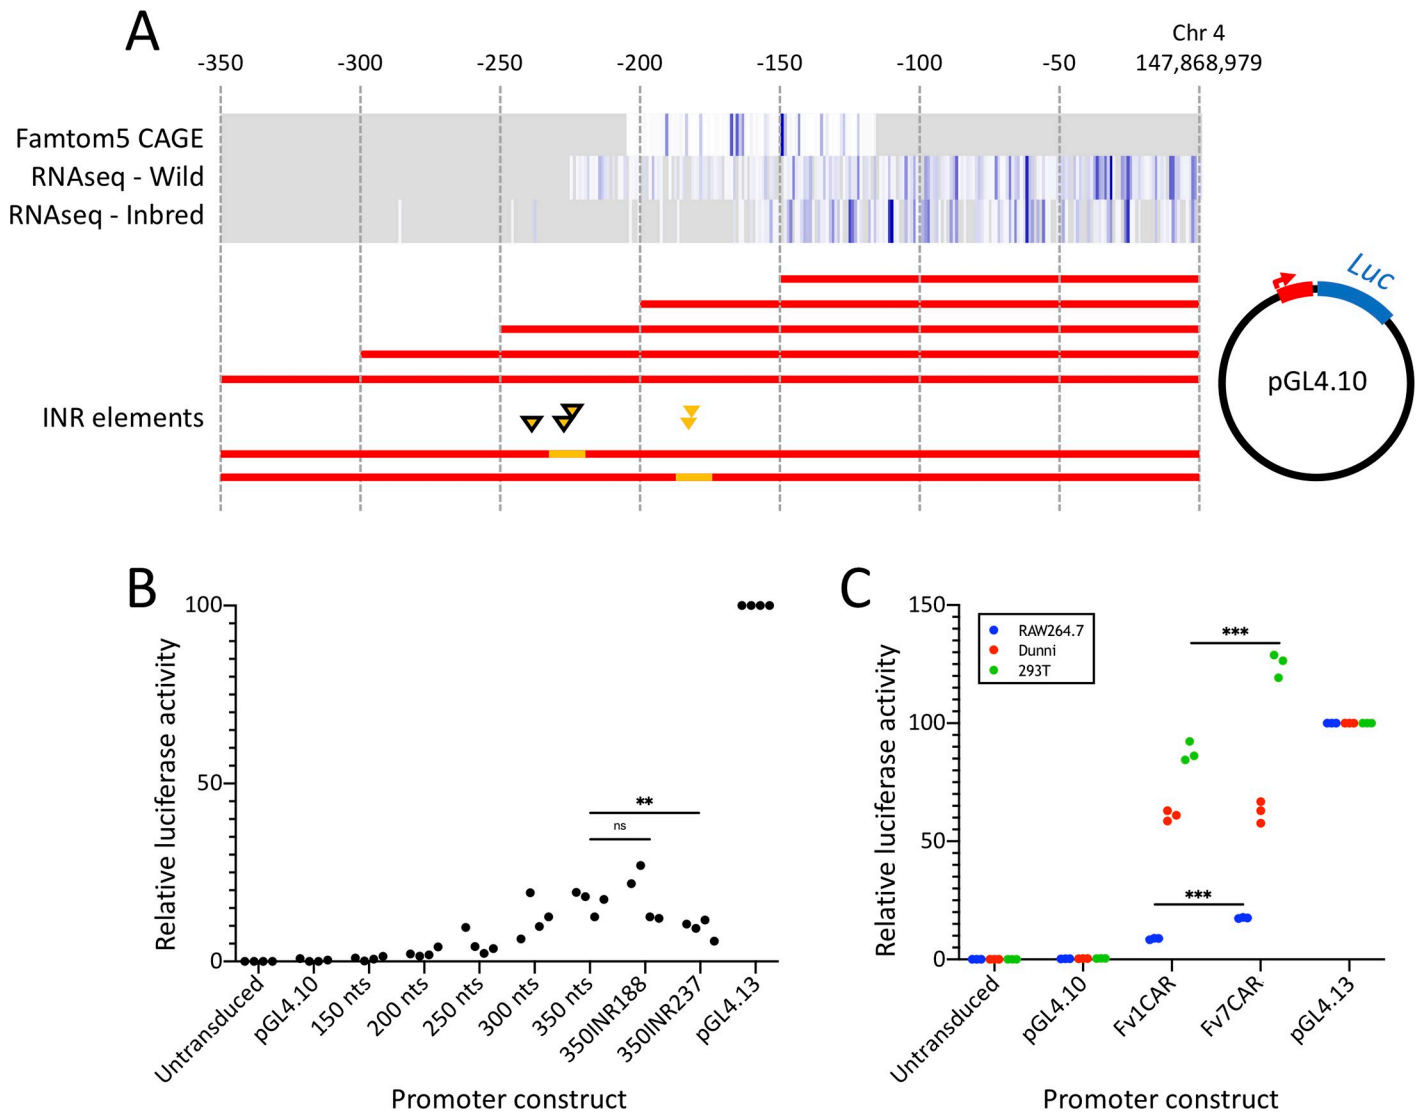 A
Chr 4
-350 -300 -250 -200 -150 -100 -50 147,868,979
Famtom5 CAGE
RNAseq - Wild
RNAseq - Inbred
Luc
pGL4.10
INR elements
B
Relative luciferase activity
100
50
0
**
ns
Untransduced
pGL4.10
150 nts
200 nts
250 nts
300 nts
350 nts
350INR188
350INR237
pGL4.13
Promoter construct
C
Relative luciferase activity
150
100
50
0
RAW264.7
Dunni
293T
***
***
Untransduced
pGL4.10
Fv1CAR
Fv7CAR
pGL4.13
Promoter construct